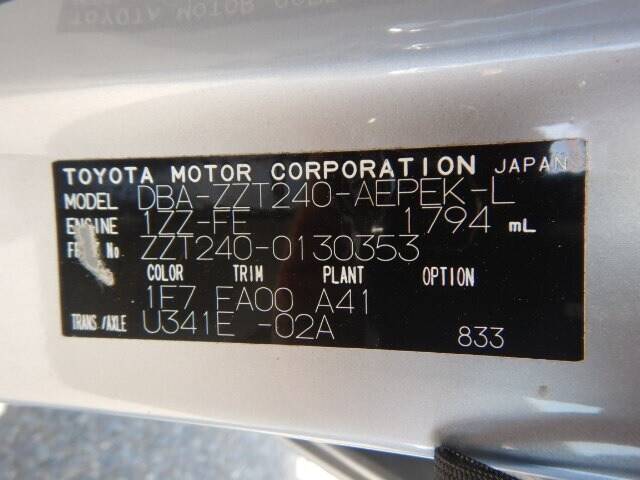 TOYOTA MOTOR CORPORATION JAPAN
MODEL DBA-ZZT240-AEPEK-L
ENGINE 1ZZ-FE 1794 mL
No. ZZT240-0130353
COLOR TRIM PLANT OPTION
1F7 FA00 A41
TRANS/AXLE U341E -02A 833